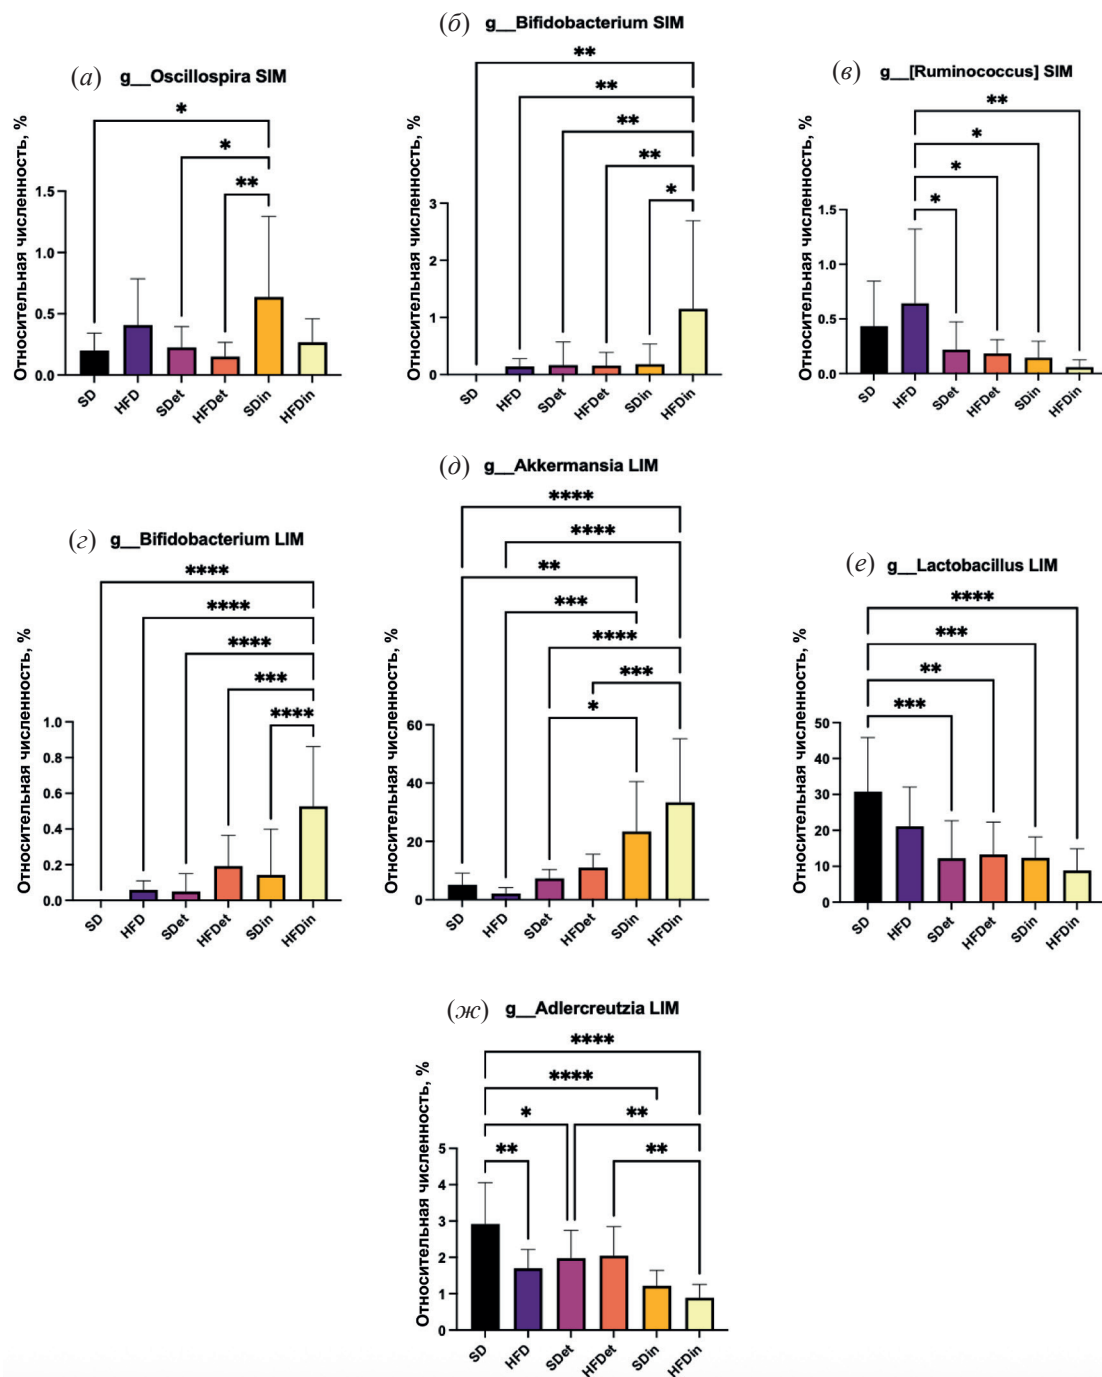 (а) g__Oscillospira SIM
* * **
Относительная численность, %
1.5
1.0
0.5
0.0
SD HFD SDet HFDet SDin HFDin
(б) g__Bifidobacterium SIM
** ** ** ** *
Относительная численность, %
3
2
1
0
SD HFD SDet HFDet SDin HFDin
(в) g__[Ruminococcus] SIM
** * * *
Относительная численность, %
1.5
1.0
0.5
0.0
SD HFD SDet HFDet SDin HFDin
(г) g__Bifidobacterium LIM
**** **** **** *** ****
Относительная численность, %
1.0
0.8
0.6
0.4
0.2
0.0
SD HFD SDet HFDet SDin HFDin
(д) g__Akkermansia LIM
**** **** ** *** **** *** *
Относительная численность, %
60
40
20
0
SD HFD SDet HFDet SDin HFDin
(е) g__Lactobacillus LIM
**** *** ** ***
Относительная численность, %
50
40
30
20
10
0
SD HFD SDet HFDet SDin HFDin
(ж) g__Adlercreutzia LIM
**** **** * ** ** **
Относительная численность, %
5
4
3
2
1
0
SD HFD SDet HFDet SDin HFDin